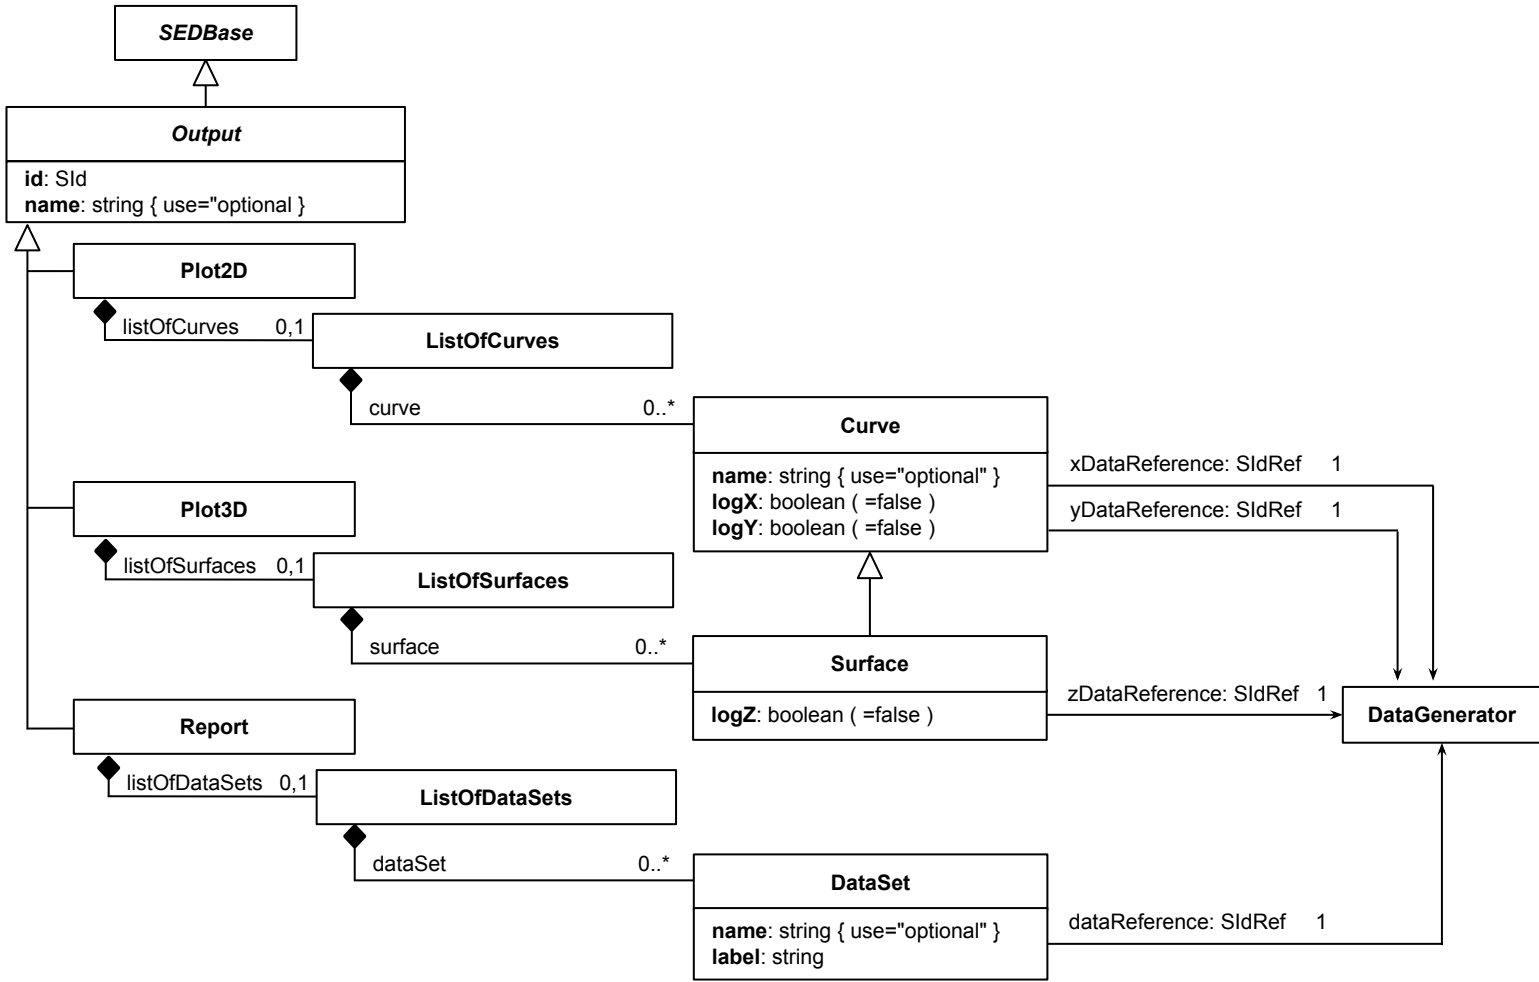 SEDBase
Output
id: SId
name: string { use="optional }
Plot2D
listOfCurves 0,1
ListOfCurves
curve 0..*
Curve
name: string { use="optional" }
logX: boolean ( =false )
logY: boolean ( =false )
xDataReference: SIdRef 1
yDataReference: SIdRef 1
Plot3D
listOfSurfaces 0,1
ListOfSurfaces
surface 0..*
Surface
logZ: boolean ( =false )
zDataReference: SIdRef 1
DataGenerator
Report
listOfDataSets 0,1
ListOfDataSets
dataSet 0..*
DataSet
name: string { use="optional" }
label: string
dataReference: SIdRef 1